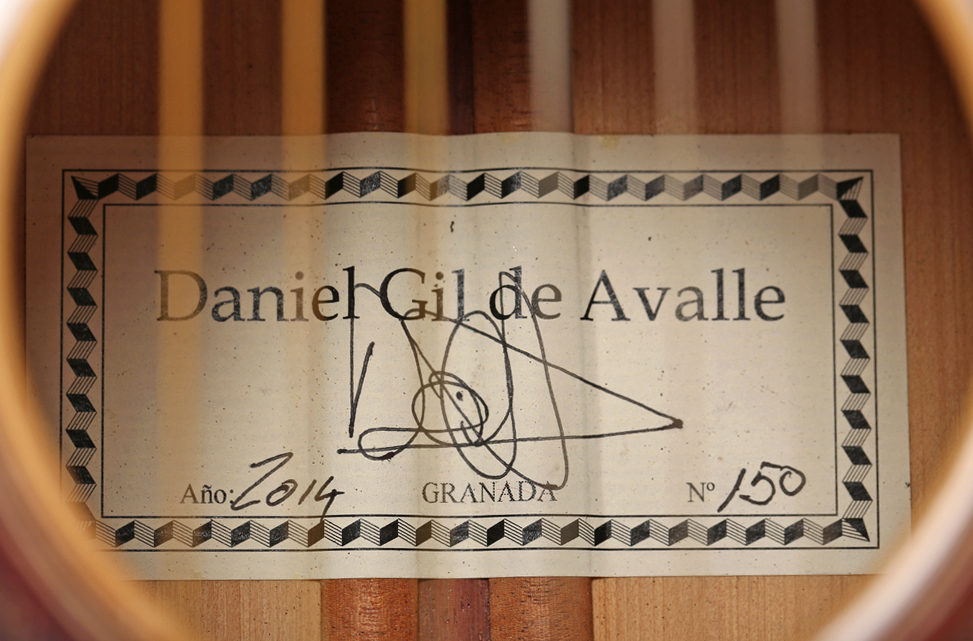 Daniel Gil de Avalle
Año: 2014 GRANADA Nº 150